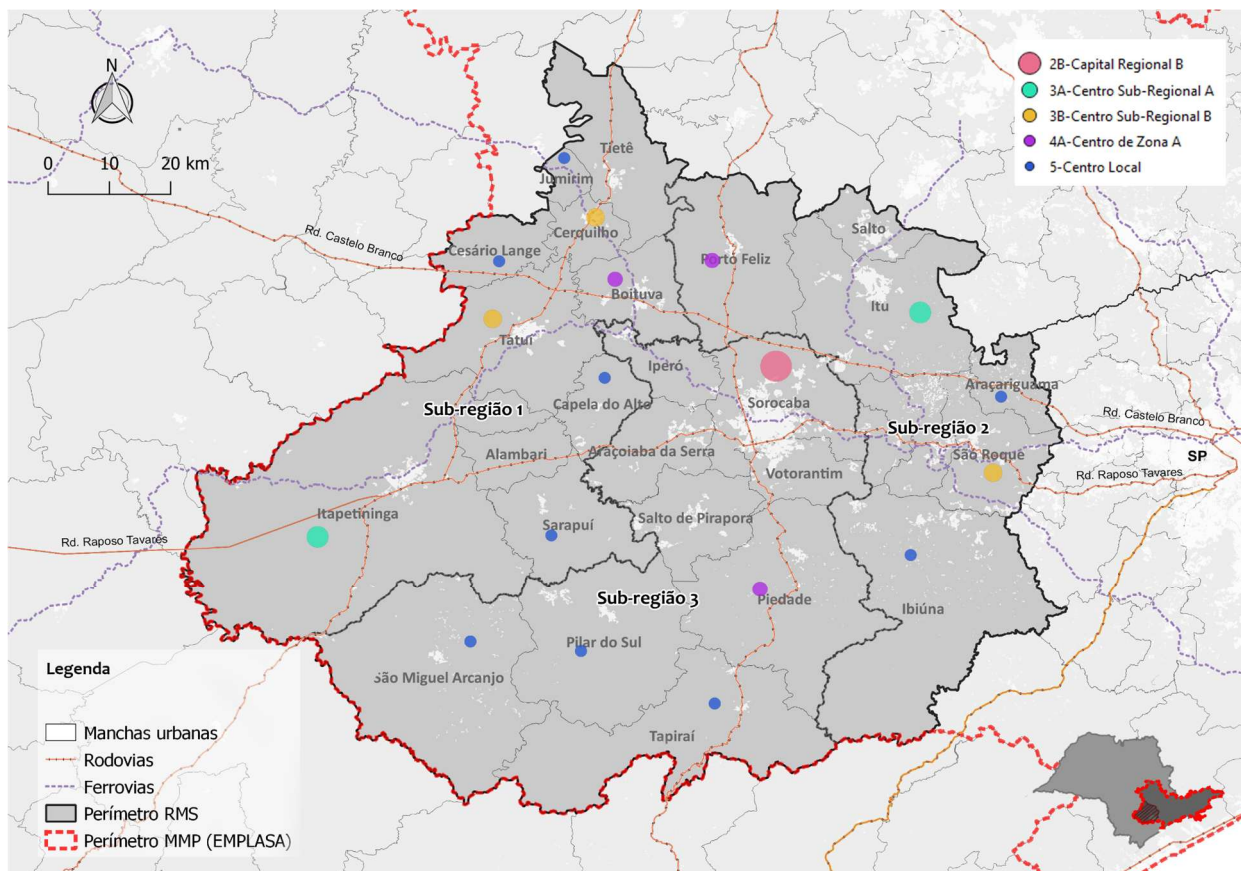 2B-Capital Regional B
3A-Centro Sub-Regional A
3B-Centro Sub-Regional B
4A-Centro de Zona A
5-Centro Local
N
0 10 20 km
Tietê
Jumirim
Cerquilho
Rd. Castelo Branco
Cesário Lange
Salto
Porto Feliz
Boituva
Itu
Tatuí
Iperó
Araçariguama
Capela do Alto
Sorocaba
Sub-região 1
Rd. Castelo Branco
Sub-região 2
Alambari
Araçoiaba da Serra
São Roque
SP
Votorantim
Rd. Raposo Tavares
Itapetininga
Sarapuí
Salto de Pirapora
Rd. Raposo Tavares
Sub-região 3
Piedade
Ibiúna
Pilar do Sul
São Miguel Arcanjo
Tapiraí
Legenda
Manchas urbanas
Rodovias
Ferrovias
Perímetro RMS
Perímetro MMP (EMPLASA)